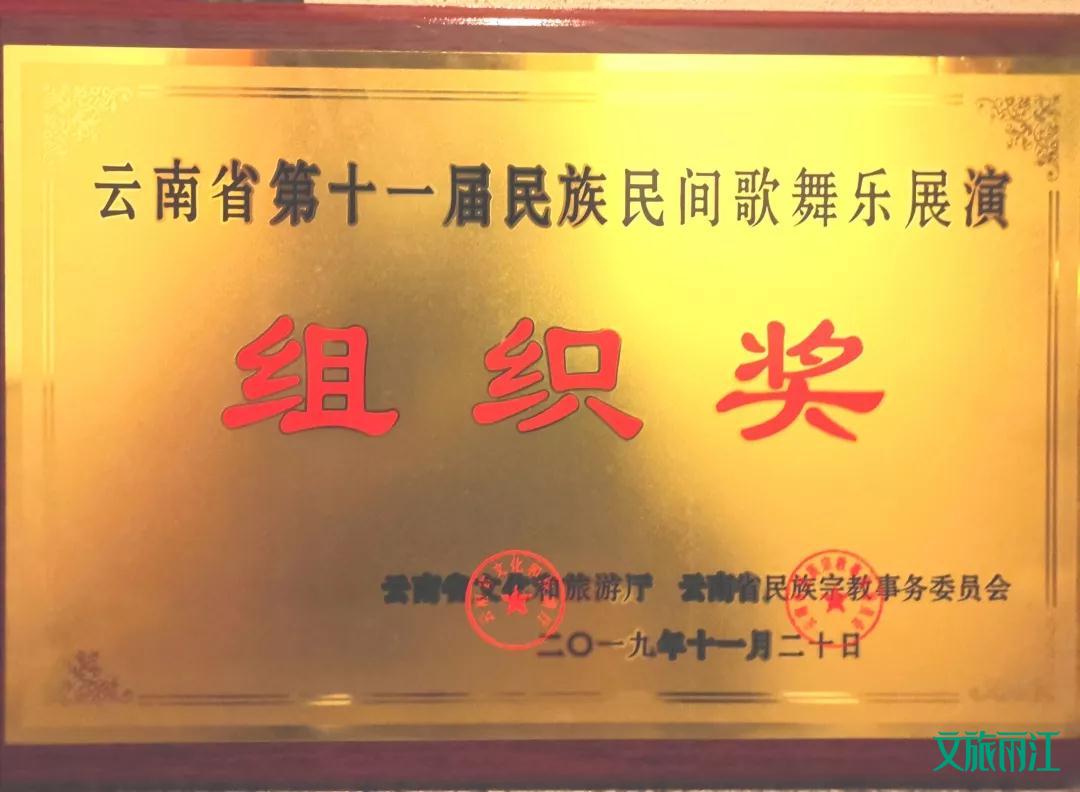 云南省第十一届民族民间歌舞乐展演
组织奖
云南省文化和旅游厅 云南省民族宗教事务委员会
二〇一九年十一月二十日
文旅丽江